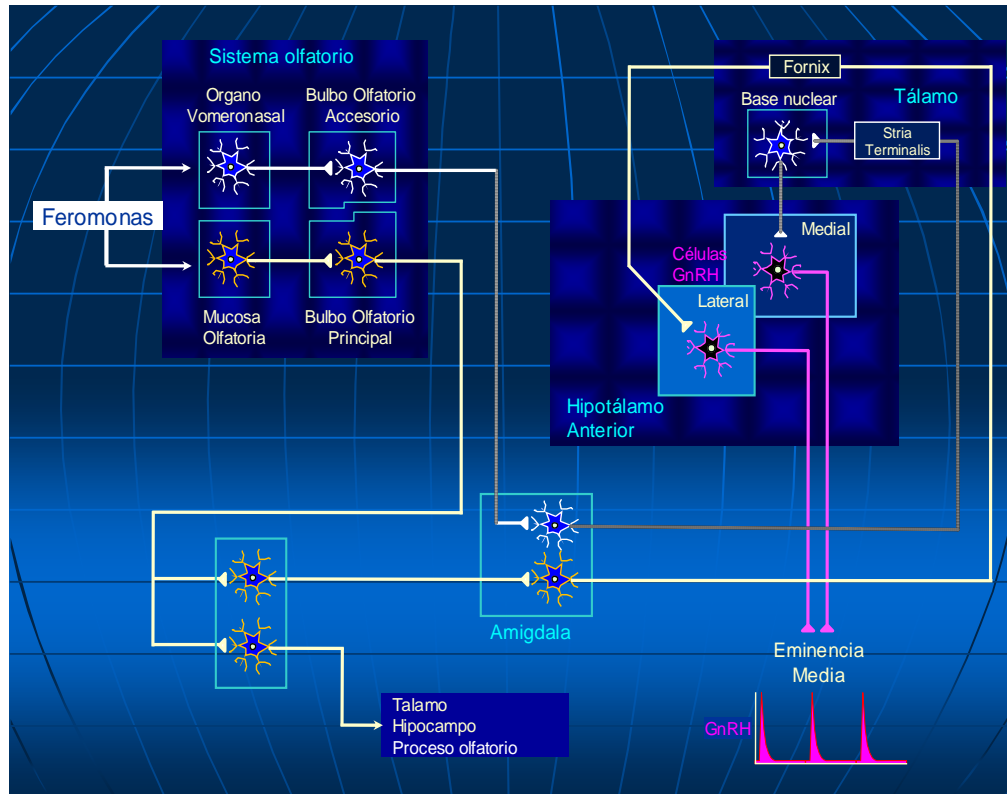 Sistema olfatorio
Organo
Vomeronasal
Bulbo Olfatorio
Accesorio
Feromonas
Mucosa
Olfatoria
Bulbo Olfatorio
Principal
Fornix
Base nuclear
Tálamo
Stria
Terminalis
Medial
Células
GnRH
Lateral
Hipotálamo
Anterior
Amigdala
Eminencia
Media
GnRH
Talamo
Hipocampo
Proceso olfatorio